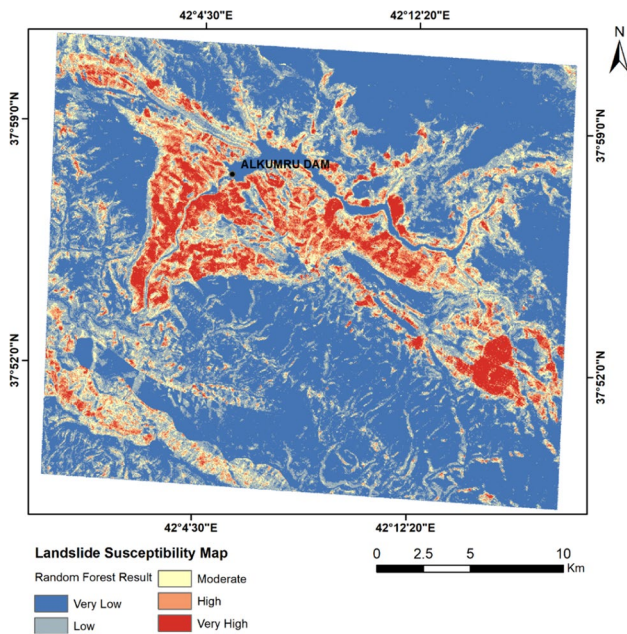 42°4'30"E 42°12'20"E
N
37°59'0"N 37°59'0"N
ALKUMRU DAM
37°52'0"N 37°52'0"N
42°4'30"E 42°12'20"E
Landslide Susceptibility Map
Random Forest Result
Very Low
Low
Moderate
High
Very High
0 2.5 5 10
Km